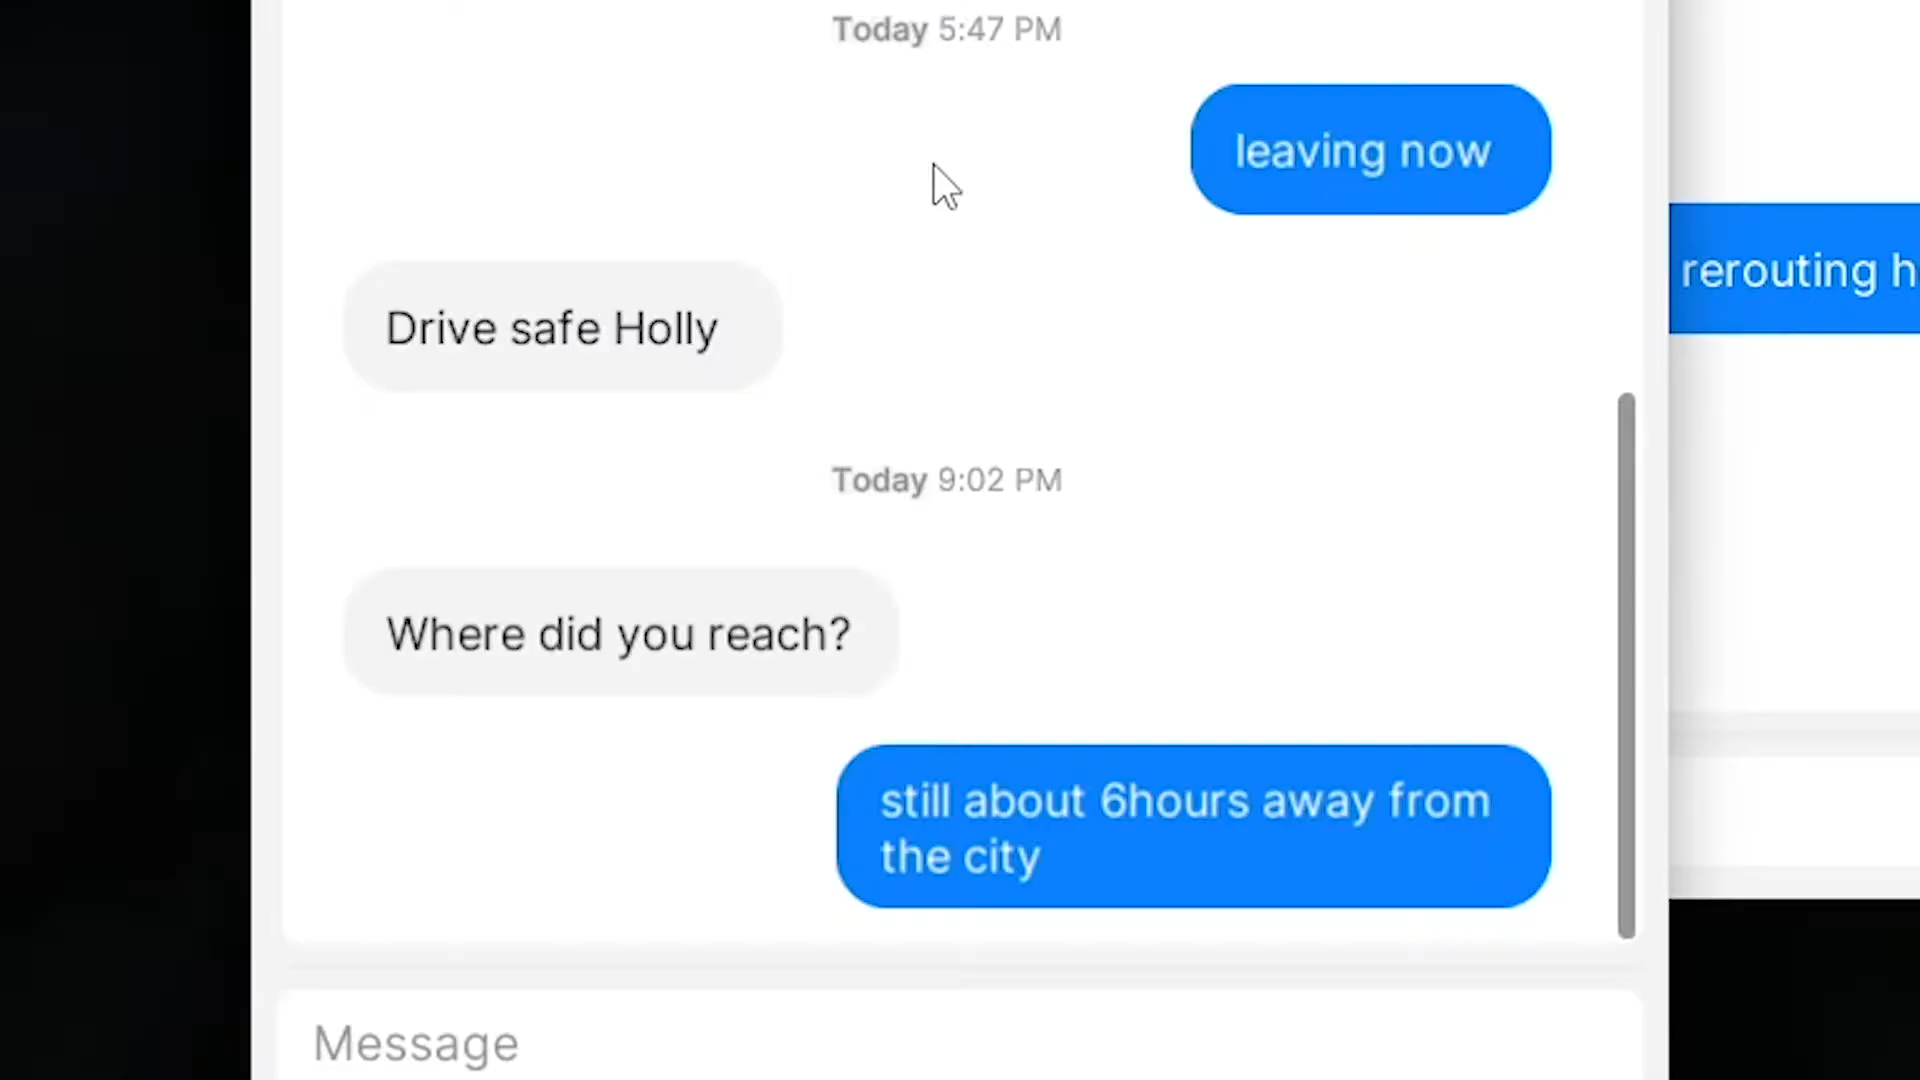 Today 5:47 PM
leaving now
rerouting h
Drive safe Holly
Today 9:02 PM
Where did you reach?
still about 6hours away from
the city
Message